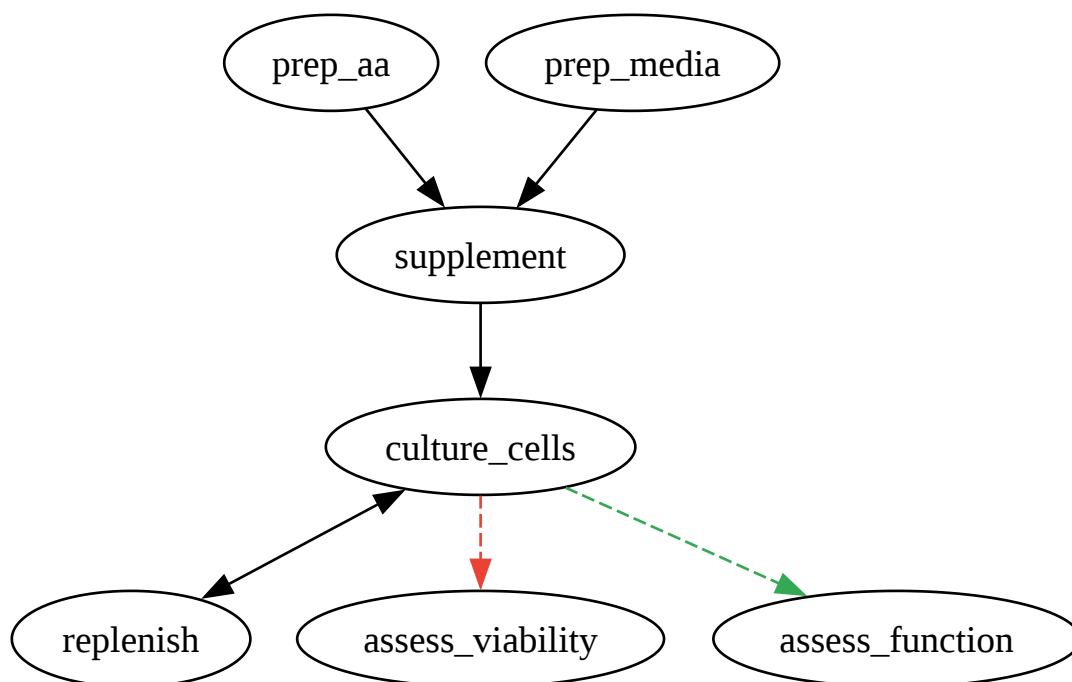 prep_aa
prep_media
supplement
culture_cells
replenish
assess_viability
assess_function